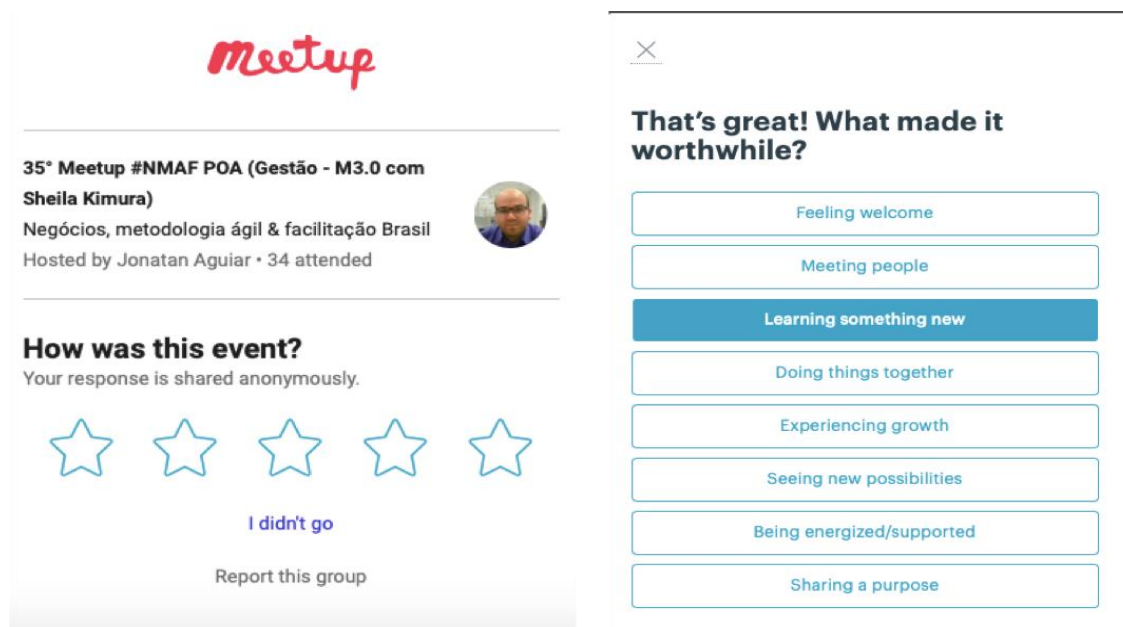 meetup
35° Meetup #NMAF POA (Gestão - M3.0 com
Sheila Kimura)
Negócios, metodologia ágil & facilitação Brasil
Hosted by Jonatan Aguiar • 34 attended
How was this event?
Your response is shared anonymously.
I didn't go
Report this group
That’s great! What made it
worthwhile?
Feeling welcome
Meeting people
Learning something new
Doing things together
Experiencing growth
Seeing new possibilities
Being energized/supported
Sharing a purpose